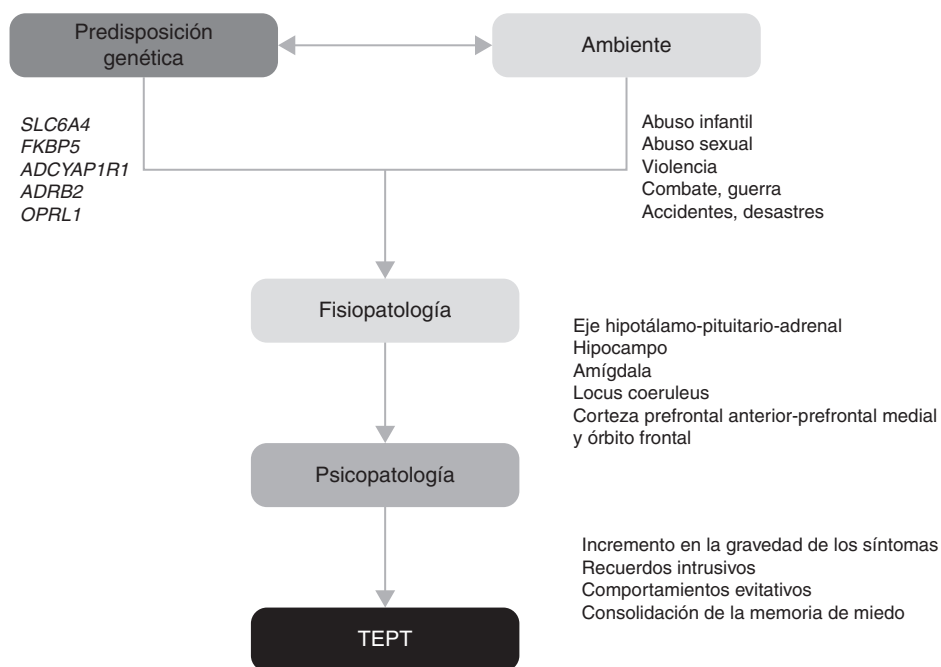 Predisposición
genética
Ambiente
SLC6A4
FKBP5
ADCYAP1R1
ADRB2
OPRL1
Abuso infantil
Abuso sexual
Violencia
Combate, guerra
Accidentes, desastres
Fisiopatología
Eje hipotálamo-pituitario-adrenal
Hipocampo
Amígdala
Locus coeruleus
Corteza prefrontal anterior-prefrontal medial
y órbito frontal
Psicopatología
Incremento en la gravedad de los síntomas
Recuerdos intrusivos
Comportamientos evitativos
Consolidación de la memoria de miedo
TEPT